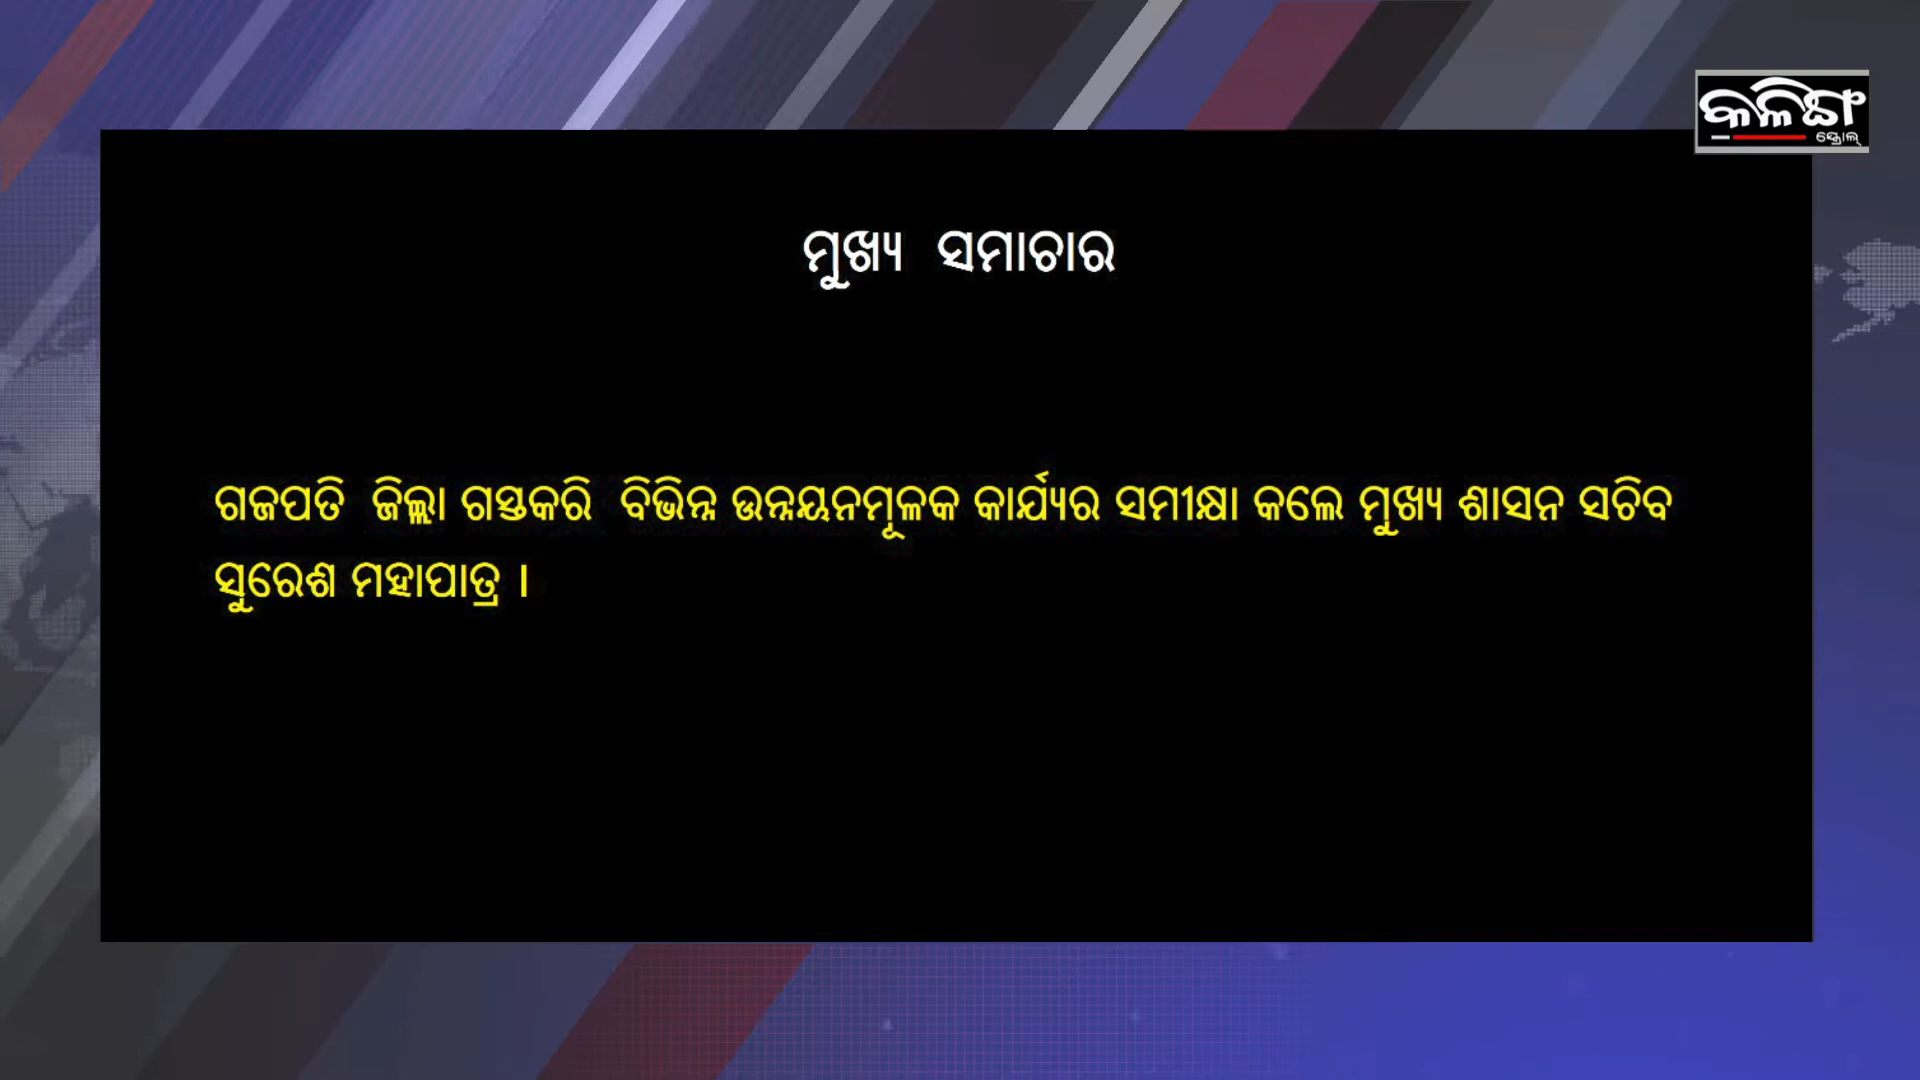 କଳିଙ୍ଗ
ସ୍କ୍ରୋଲ୍
ମୁଖ୍ୟ ସମାଚାର
ଗଜପତି ଜିଲ୍ଲା ଗସ୍ତକରି ବିଭିନ୍ନ ଉନ୍ନୟନମୂଳକ କାର୍ଯ୍ୟର ସମୀକ୍ଷା କଲେ ମୁଖ୍ୟ ଶାସନ ସଚିବ
ସୁରେଶ ମହାପାତ୍ର ।